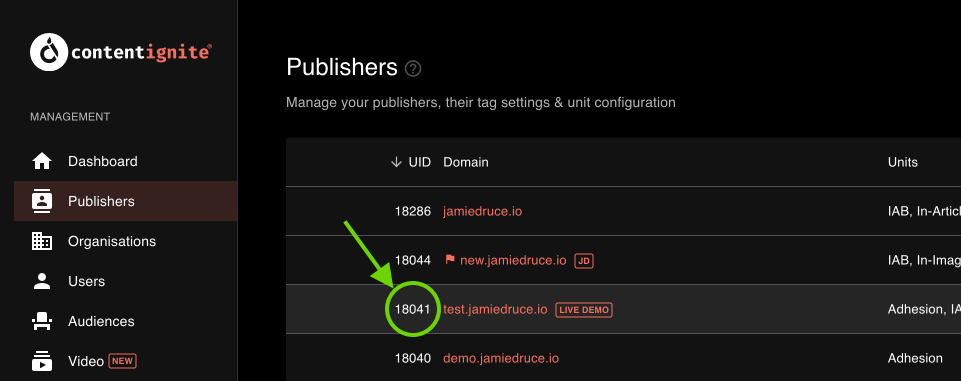 contentignite®
Publishers
Manage your publishers, their tag settings & unit configuration
MANAGEMENT
Dashboard
Publishers
Organisations
Users
Audiences
Video NEW
UID Domain Units
18286 jamiedruce.io IAB, In-Articl
18044 new.jamiedruce.io JD IAB, In-Imag
18041 test.jamiedruce.io LIVE DEMO Adhesion, IA
18040 demo.jamiedruce.io Adhesion